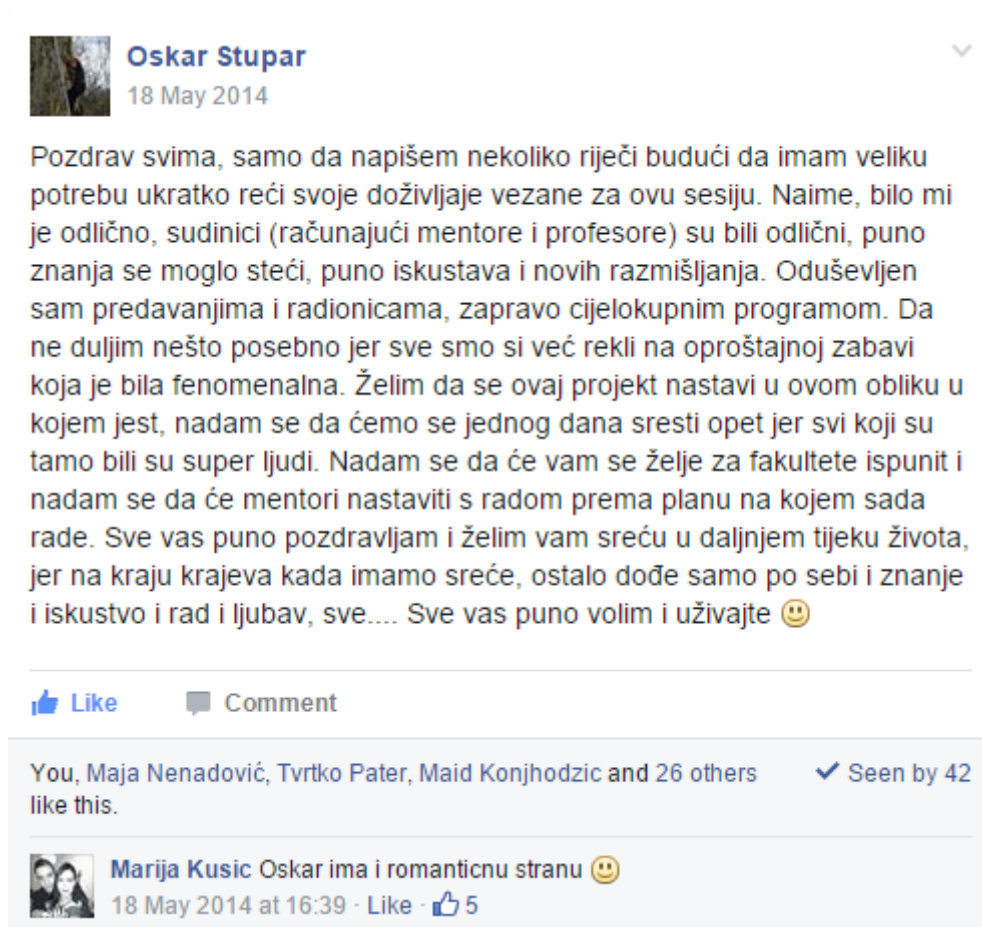 Oskar Stupar
18 May 2014
Pozdrav svima, samo da napišem nekoliko riječi budući da imam veliku
potrebu ukratko reći svoje doživljaje vezane za ovu sesiju. Naime, bilo mi
je odlično, sudinici (računajući mentore i profesore) su bili odlični, puno
znanja se moglo steći, puno iskustava i novih razmišljanja. Oduševljen
sam predavanjima i radionicama, zapravo cijelokupnim programom. Da
ne duljim nešto posebno jer sve smo si već rekli na oproštajnoj zabavi
koja je bila fenomenalna. Želim da se ovaj projekt nastavi u ovom obliku u
kojem jest, nadam se da ćemo se jednog dana sresti opet jer svi koji su
tamo bili su super ljudi. Nadam se da će vam se želje za fakultete ispunit i
nadam se da će mentori nastaviti s radom prema planu na kojem sada
rade. Sve vas puno pozdravljam i želim vam sreću u daljnjem tijeku života,
jer na kraju krajeva kada imamo sreće, ostalo dođe samo po sebi i znanje
i iskustvo i rad i ljubav, sve.... Sve vas puno volim i uživajte 🙂
Like Comment
You, Maja Nenadović, Tvrtko Pater, Maid Konjhodzic and 26 others ✓ Seen by 42
like this.
Marija Kusic Oskar ima i romanticnu stranu 🙂
18 May 2014 at 16:39 · Like · 5